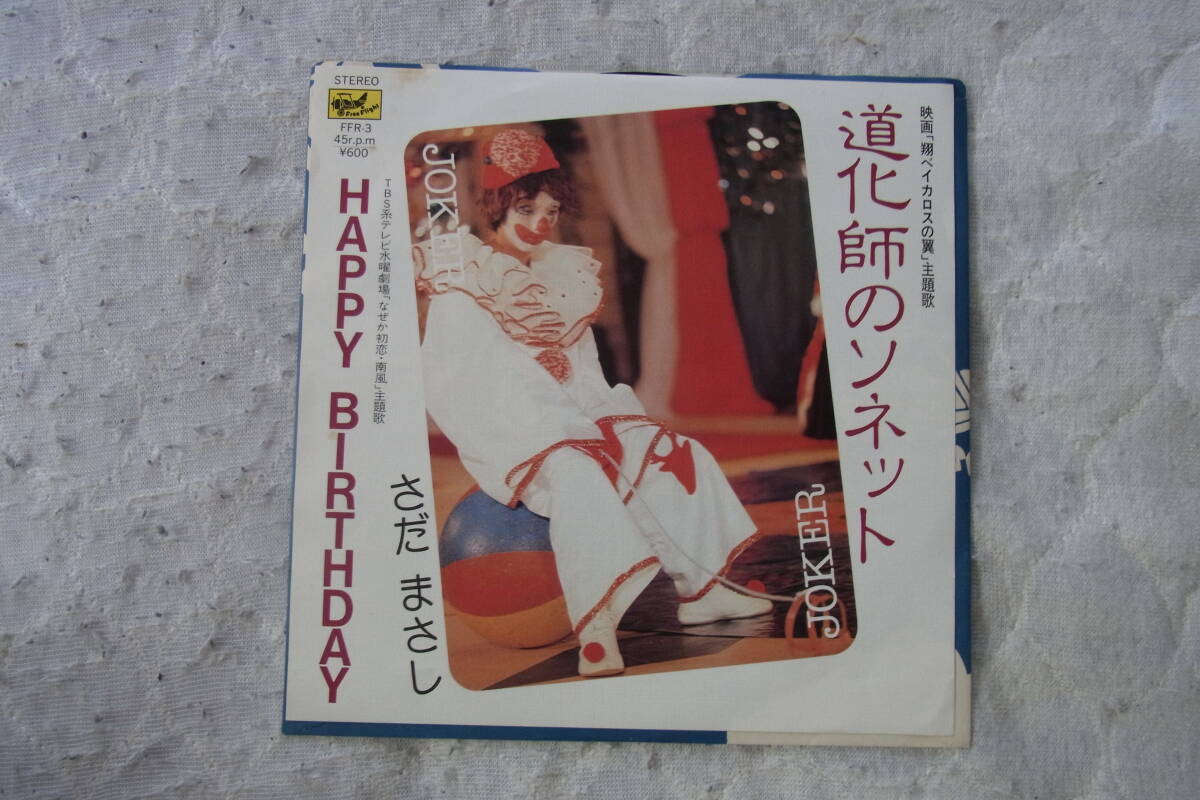 STEREO
Free Flight
FFR-3
45r.p.m
¥600
映画「翔べイカロスの翼」主題歌
道化師のソネット
JOKER
JOKER
TBS系テレビ水曜劇場「なぜか初恋・南風」主題歌
HAPPY BIRTHDAY
さだ まさし